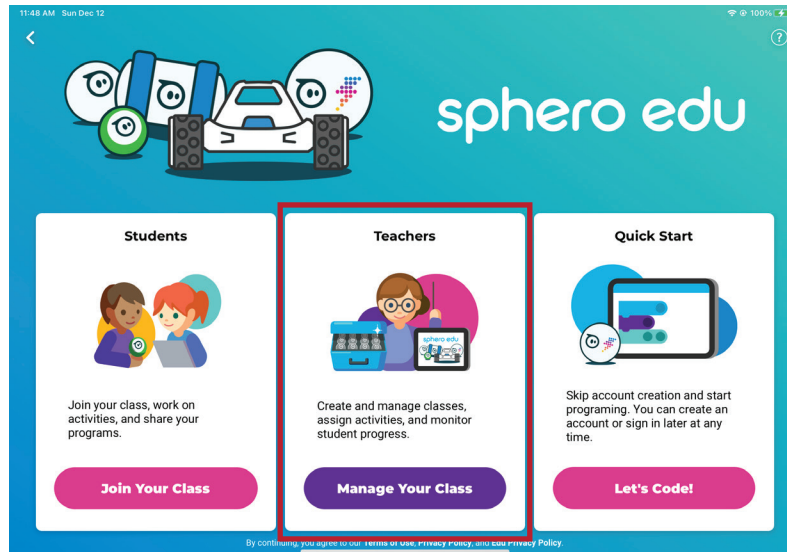 11:48 AM Sun Dec 12
100%
?
sphero edu
Students
Join your class, work on
activities, and share your
programs.
Join Your Class
Teachers
sphero edu
Create and manage classes,
assign activities, and monitor
student progress.
Manage Your Class
Quick Start
Skip account creation and start
programing. You can create an
account or sign in later at any
time.
Let's Code!
By continuing, you agree to our Terms of Use, Privacy Policy, and Edu Privacy Policy.